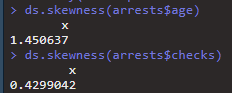 > ds.skewness(arrests$age)
x
1.450637
> ds.skewness(arrests$checks)
x
0.4299042